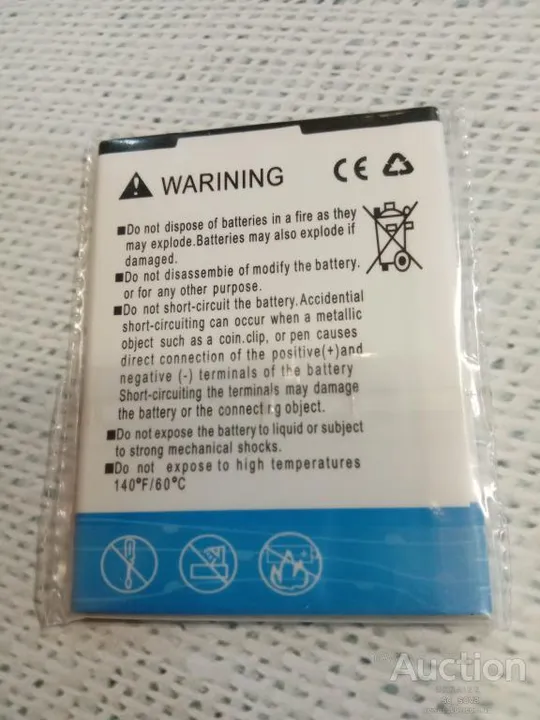 WARINING
CE
■Do not dispose of batteries in a fire as they
may explode.Batteries may also explode if
damaged.
■Do not disassemble of modify the battery.
or for any other purpose.
■Do not short-circuit the battery.Accidential
short-circuiting can occur when a metallic
object such as a coin.clip, or pen causes
direct connection of the positive(+)and
negative (-) terminals of the battery
Short-circuiting the terminals may damage
the battery or the connecting object.
■Do not expose the battery to liquid or subject
to strong mechanical shocks.
■Do not expose to high temperatures
140°F/60°C
Auction